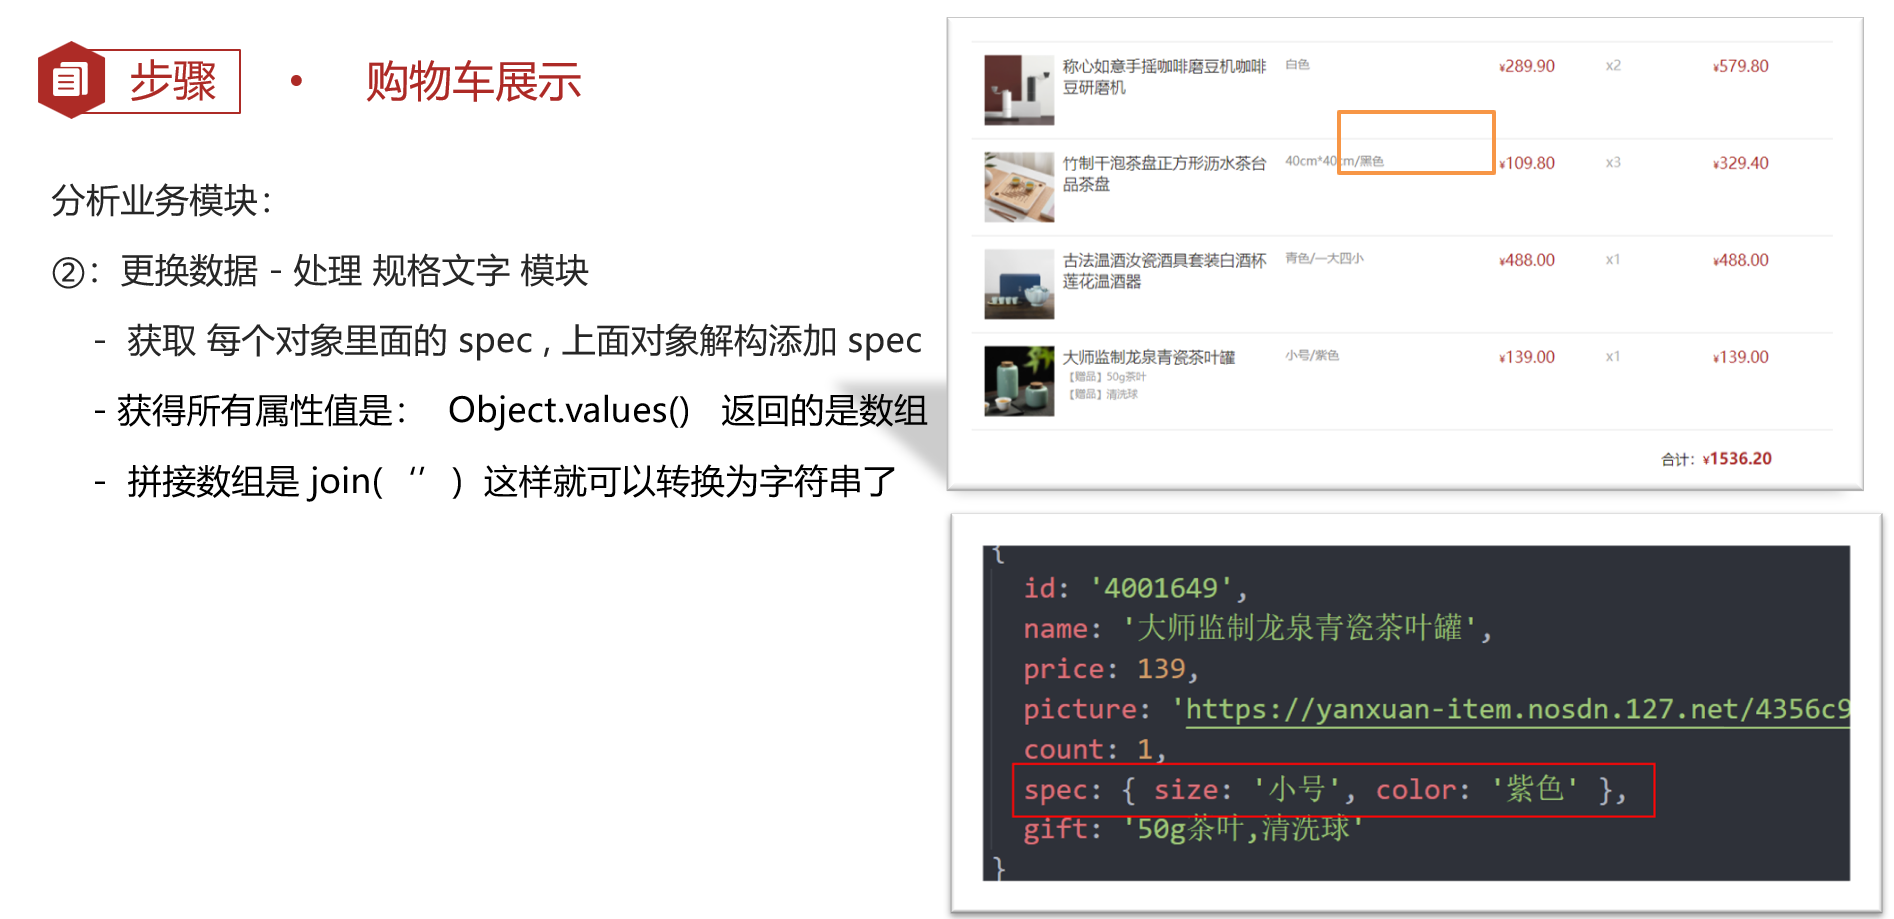 步骤
• 购物车展示
分析业务模块：
②：更换数据 - 处理 规格文字 模块
- 获取 每个对象里面的 spec , 上面对象解构添加 spec
- 获得所有属性值是： Object.values() 返回的是数组
- 拼接数组是 join( ‘’ ) 这样就可以转换为字符串了
称心如意手摇咖啡磨豆机咖啡 白色 ¥289.90 x2 ¥579.80
豆研磨机
竹制干泡茶盘正方形沥水茶台 40cm*40cm/黑色 ¥109.80 x3 ¥329.40
品茶盘
古法温酒汝瓷酒具套装白酒杯 青色/一大四小 ¥488.00 x1 ¥488.00
莲花温酒器
大师监制龙泉青瓷茶叶罐 小号/紫色 ¥139.00 x1 ¥139.00
【赠品】50g茶叶
【赠品】清洗球
合计：¥1536.20
{
id: '4001649',
name: '大师监制龙泉青瓷茶叶罐',
price: 139,
picture: 'https://yanxuan-item.nosdn.127.net/4356c9
count: 1,
spec: { size: '小号', color: '紫色' },
gift: '50g茶叶,清洗球'
}